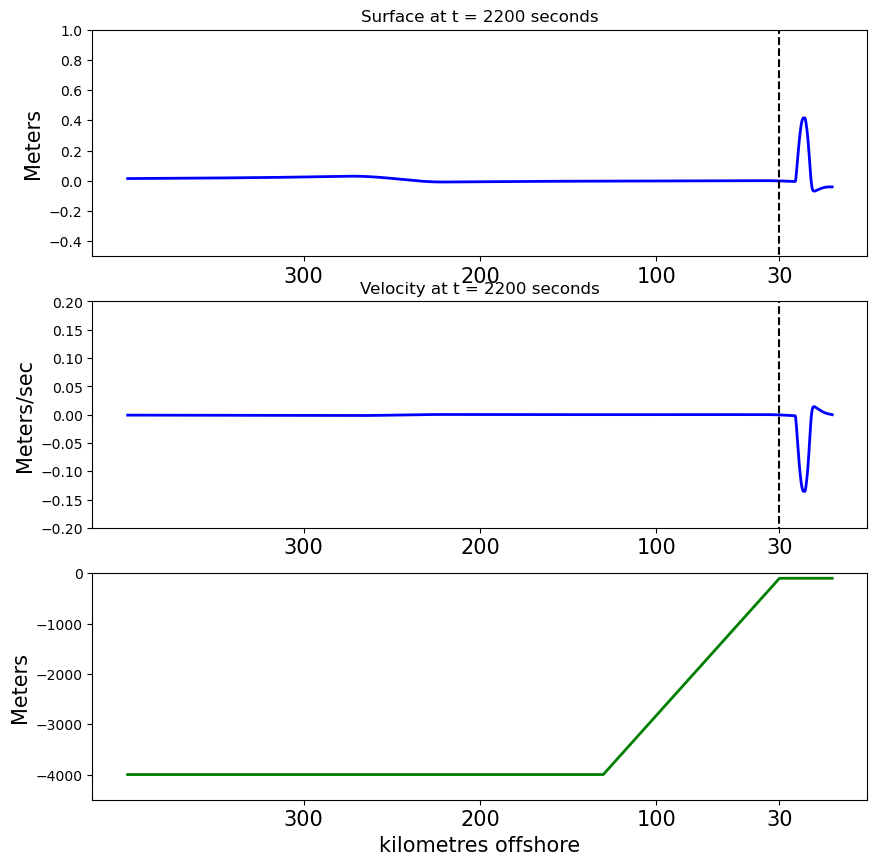 Surface at t = 2200 seconds
1.0
0.8
0.6
0.4
0.2
0.0
−0.2
−0.4
Meters
300 200 100 30
Velocity at t = 2200 seconds
0.20
0.15
0.10
0.05
0.00
−0.05
−0.10
−0.15
−0.20
Meters/sec
300 200 100 30
0
−1000
−2000
−3000
−4000
Meters
300 200 100 30
kilometres offshore